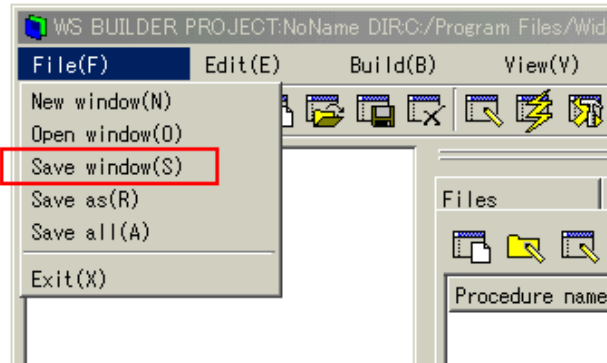 WS BUILDER PROJECT:NoName DIR:C:/Program Files/Wid
File(F) Edit(E) Build(B) View(V)
New window(N)
Open window(O)
Save window(S)
Save as(R)
Save all(A)
Exit(X)
Files
Procedure name